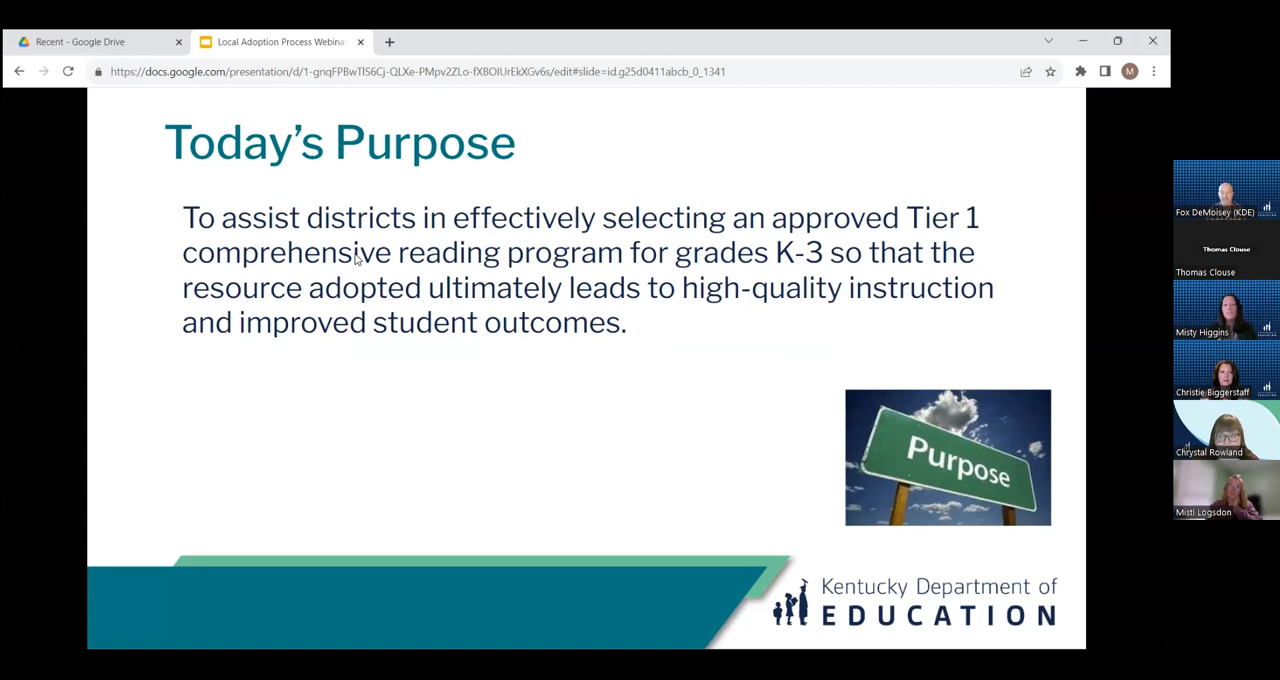 Recent - Google Drive
Local Adoption Process Webina
https://docs.google.com/presentation/d/1-gnqFPBwTlS6Cj-QLXe-PMpv2ZLo-fXBOIUrEkXGv6s/edit#slide=id.g25d0411abcb_0_1341
M
Today's Purpose
To assist districts in effectively selecting an approved Tier 1
comprehensive reading program for grades K-3 so that the
resource adopted ultimately leads to high-quality instruction
and improved student outcomes.
Purpose
Kentucky Department of
EDUCATION
Fox DeMoisey (KDE)
Thomas Clouse
Thomas Clouse
Misty Higgins
Christie Biggerstaff
Chrystal Rowland
Misti Logsdon